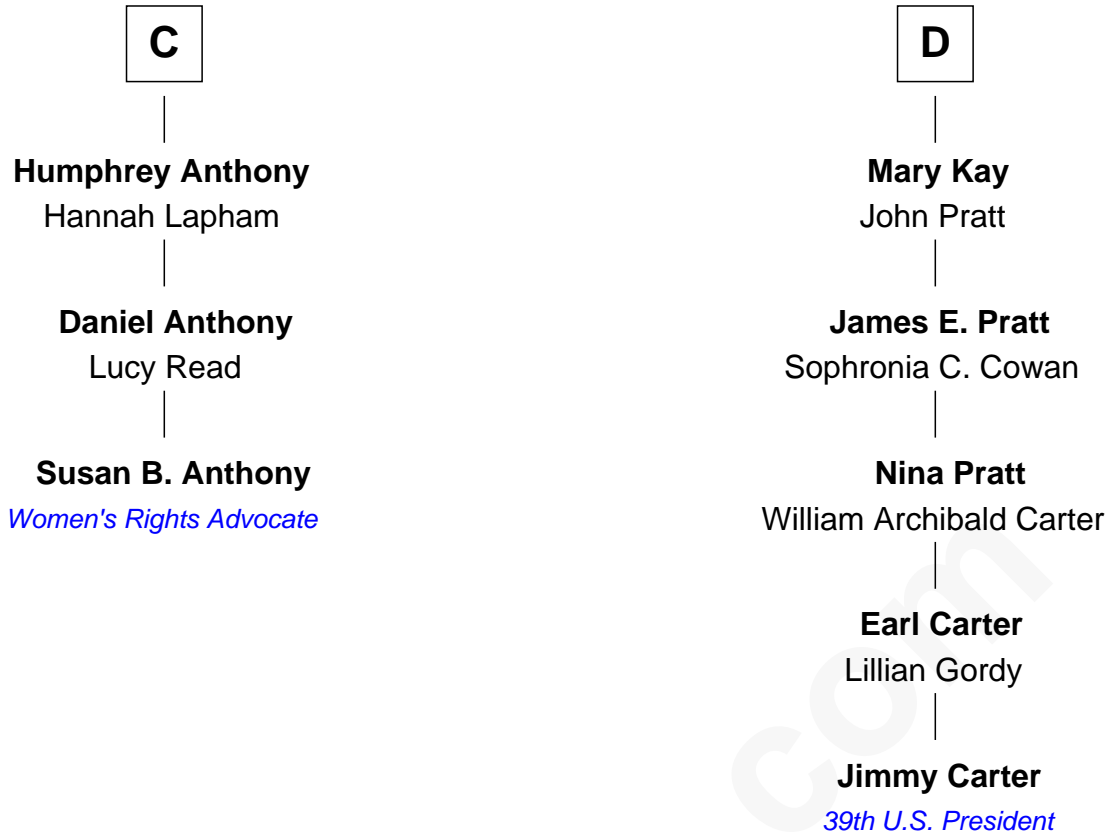 C
Humphrey Anthony
Hannah Lapham
Daniel Anthony
Lucy Read
Susan B. Anthony
Women's Rights Advocate
D
Mary Kay
John Pratt
James E. Pratt
Sophronia C. Cowan
Nina Pratt
William Archibald Carter
Earl Carter
Lillian Gordy
Jimmy Carter
39th U.S. President
com